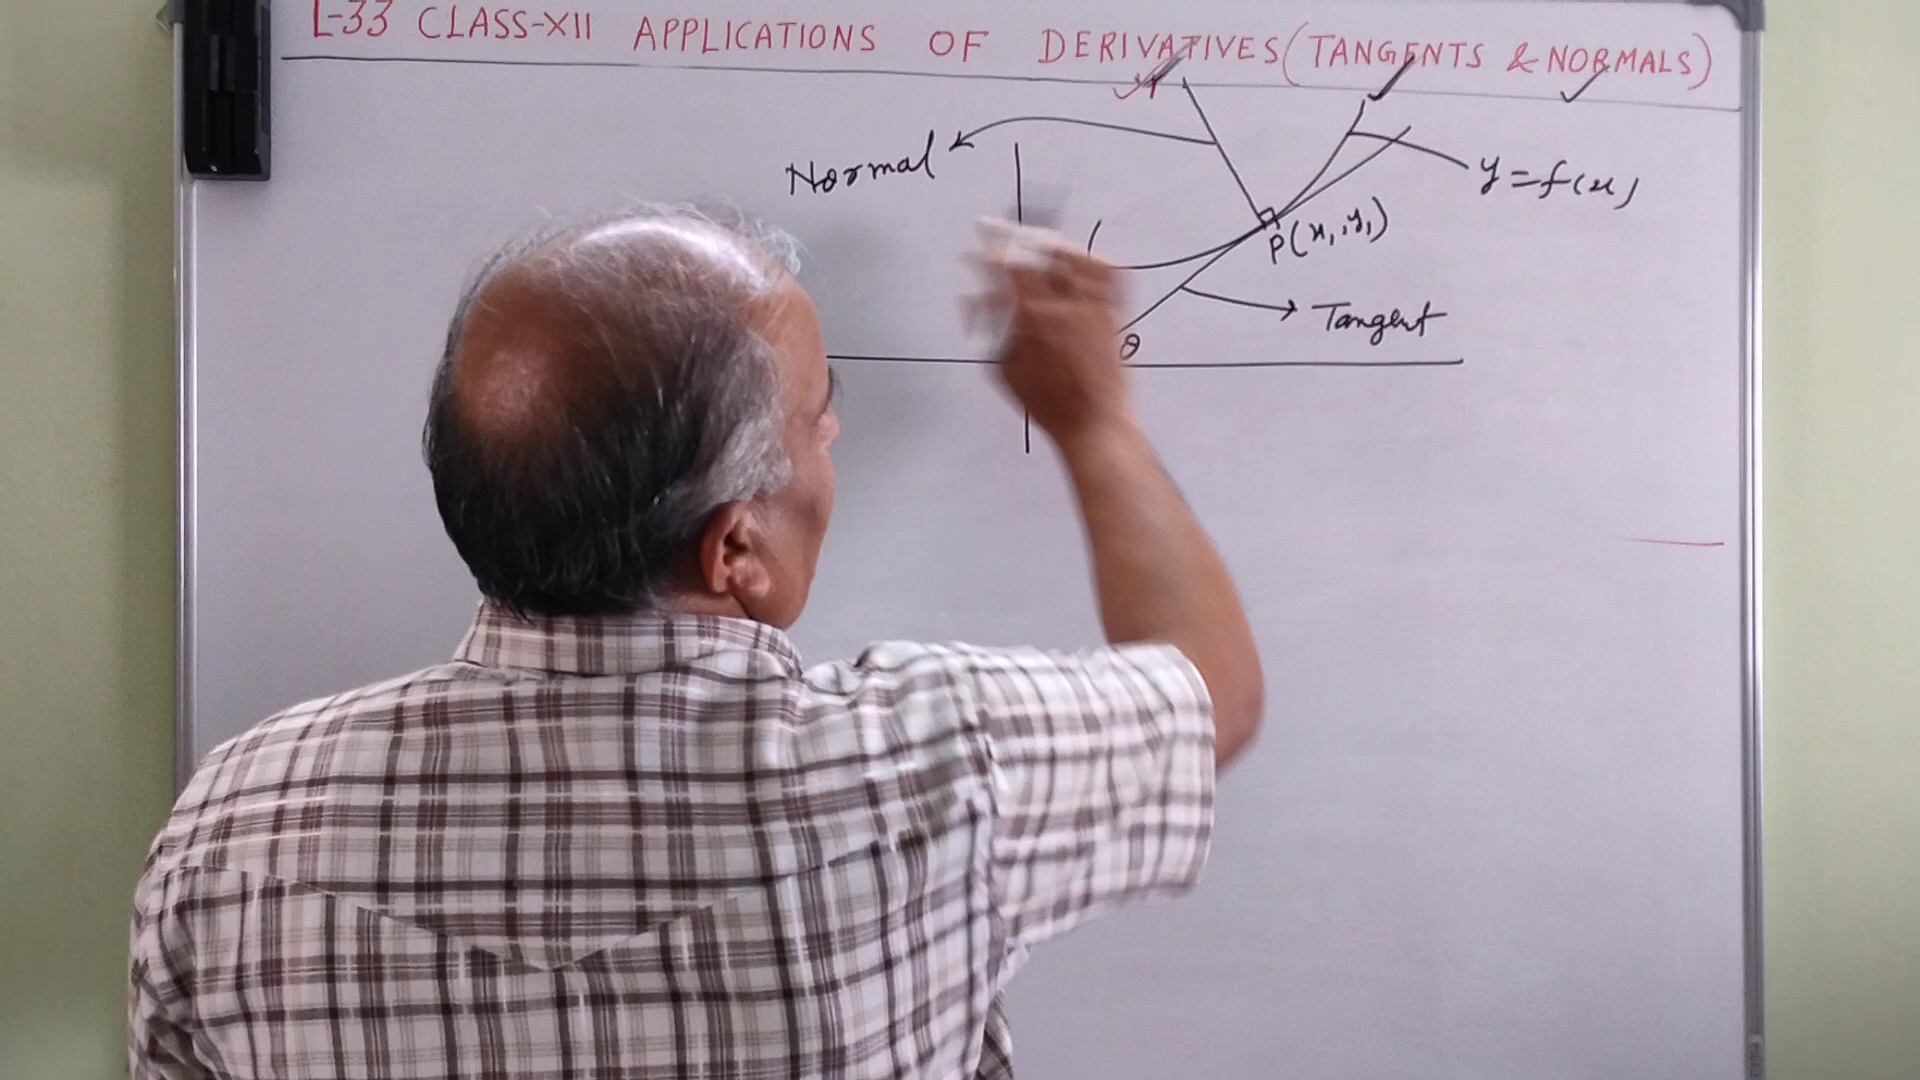 L-33 CLASS-XII APPLICATIONS OF DERIVATIVES (TANGENTS & NORMALS)
Normal
y=f(x)
P(x₁,y₁)
Tangent
θ